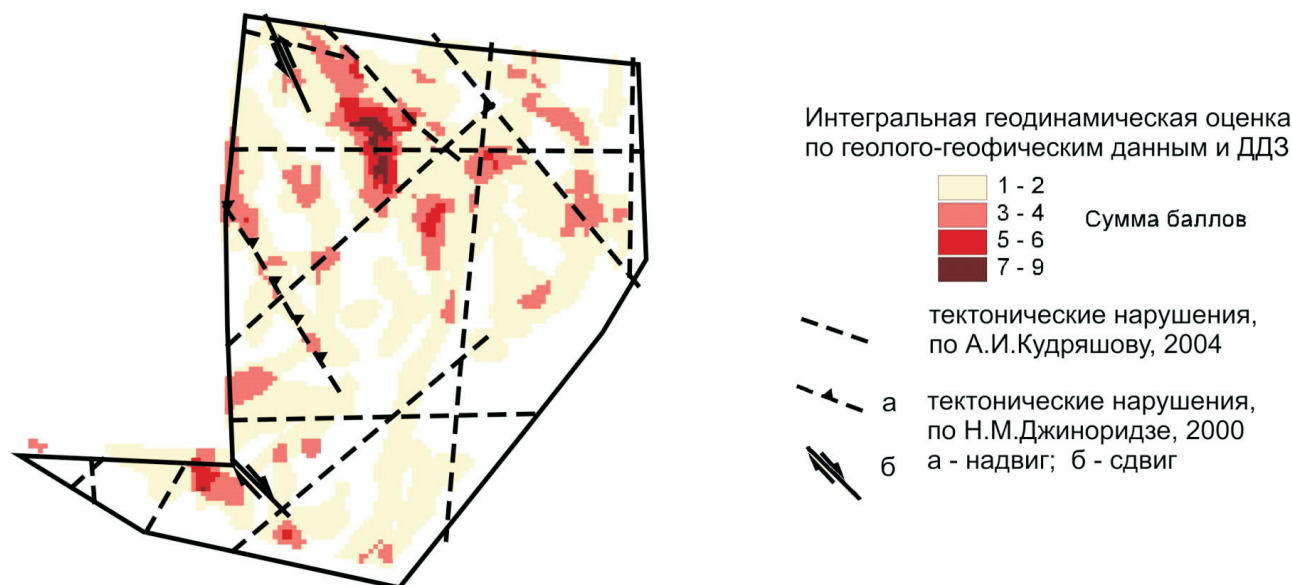 Интегральная геодинамическая оценка
по геолого-геофическим данным и ДДЗ
1 - 2
3 - 4
5 - 6
7 - 9
Сумма баллов
тектонические нарушения,
по А.И.Кудряшову, 2004
а
тектонические нарушения,
по Н.М.Джиноридзе, 2000
б
а - надвиг; б - сдвиг